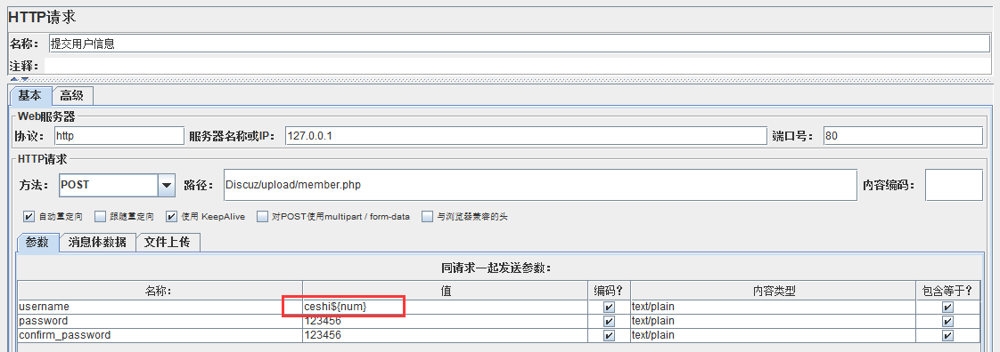 HTTP请求
名称： 提交用户信息
注释：
基本 高级
Web服务器
协议： http 服务器名称或IP： 127.0.0.1 端口号： 80
HTTP请求
方法： POST 路径： Discuz/upload/member.php 内容编码：
自动重定向 跟随重定向 使用 KeepAlive 对POST使用multipart / form-data 与浏览器兼容的头
参数 消息体数据 文件上传
同请求一起发送参数：
名称： 值 编码？ 内容类型 包含等于？
username ceshi${num} text/plain
password 123456 text/plain
confirm_password 123456 text/plain